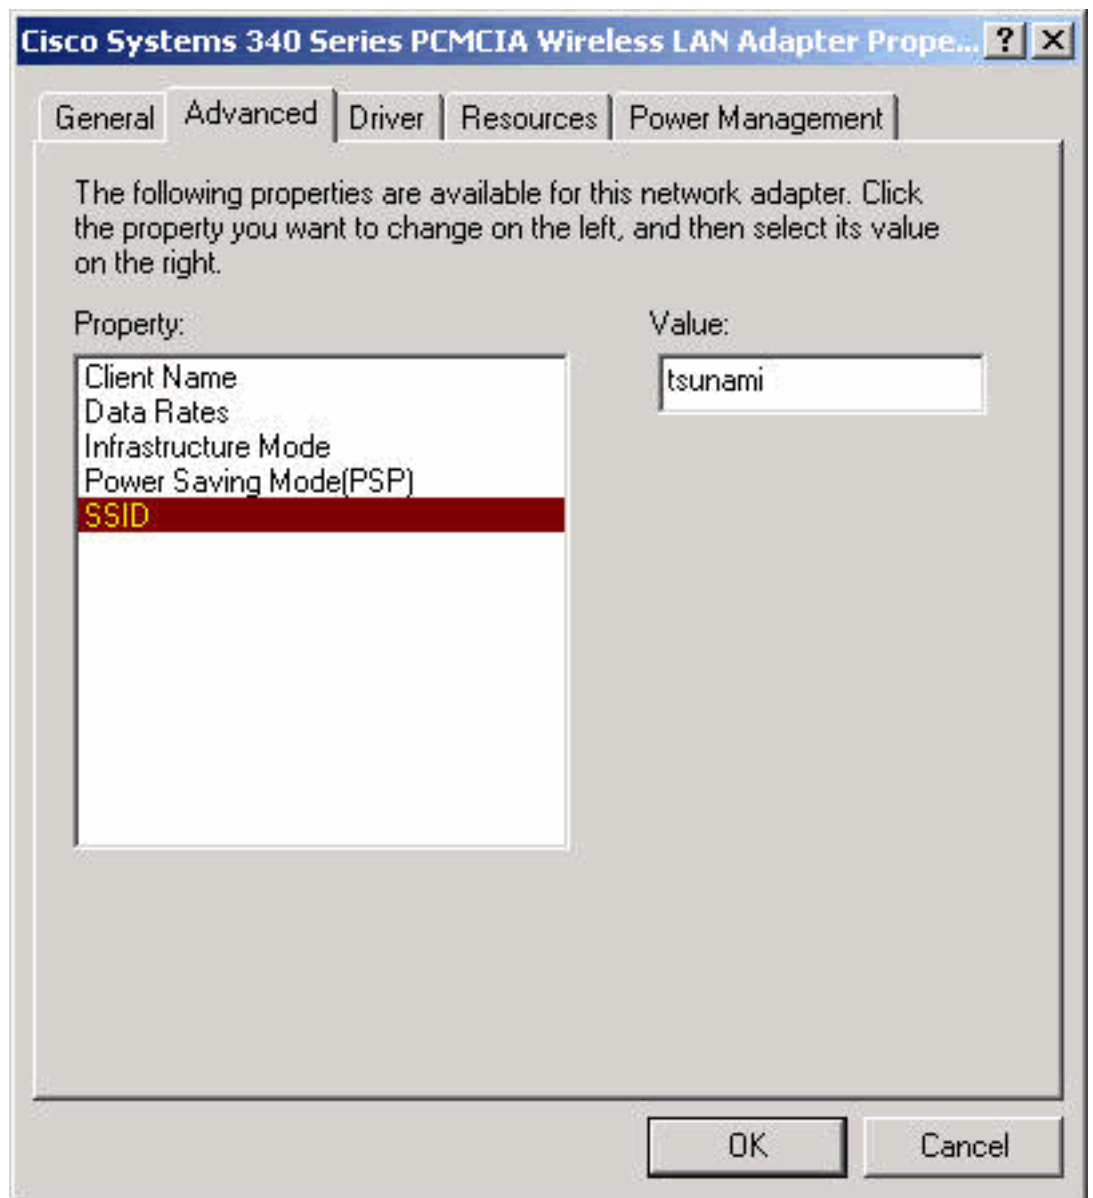 Cisco Systems 340 Series PCMCIA Wireless LAN Adapter Prope... ? X
General Advanced Driver Resources Power Management
The following properties are available for this network adapter. Click
the property you want to change on the left, and then select its value
on the right.
Property: Value:
Client Name tsunami
Data Rates
Infrastructure Mode
Power Saving Mode(PSP)
SSID
OK Cancel